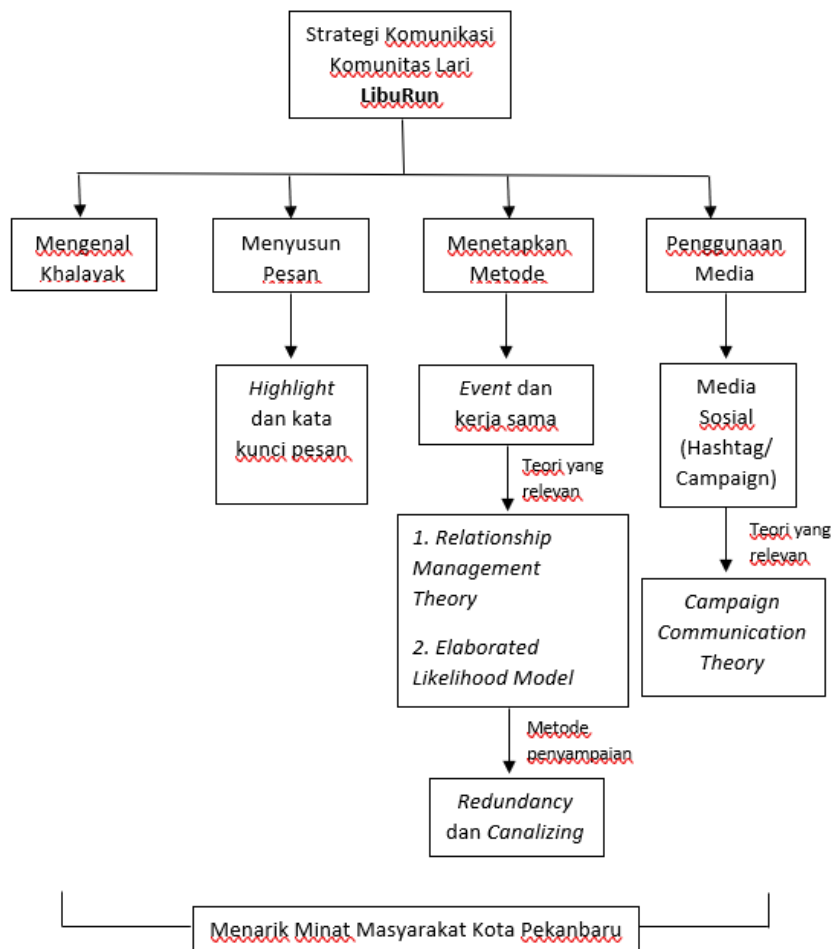 Strategi Komunikasi
Komunitas Lari
LibuRun
Mengenal
Khalayak
Menyusun
Pesan
Menetapkan
Metode
Penggunaan
Media
Highlight
dan kata
kunci pesan
Event dan
kerja sama
Media
Sosial
(Hashtag/
Campaign)
Teori yang
relevan
Teori yang
relevan
1. Relationship
Management
Theory
2. Elaborated
Likelihood Model
Campaign
Communication
Theory
Metode
penyampaian
Redundancy
dan Canalizing
Menarik Minat Masyarakat Kota Pekanbaru